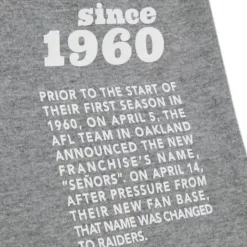 since
1960
PRIOR TO THE START OF
THEIR FIRST SEASON IN
1960, ON APRIL 5, THE
AFL TEAM IN OAKLAND
ANNOUNCED THE NEW
FRANCHISE'S NAME,
"SEÑORS". ON APRIL 14,
AFTER PRESSURE FROM
THEIR NEW FAN BASE,
THAT NAME WAS CHANGED
TO RAIDERS.